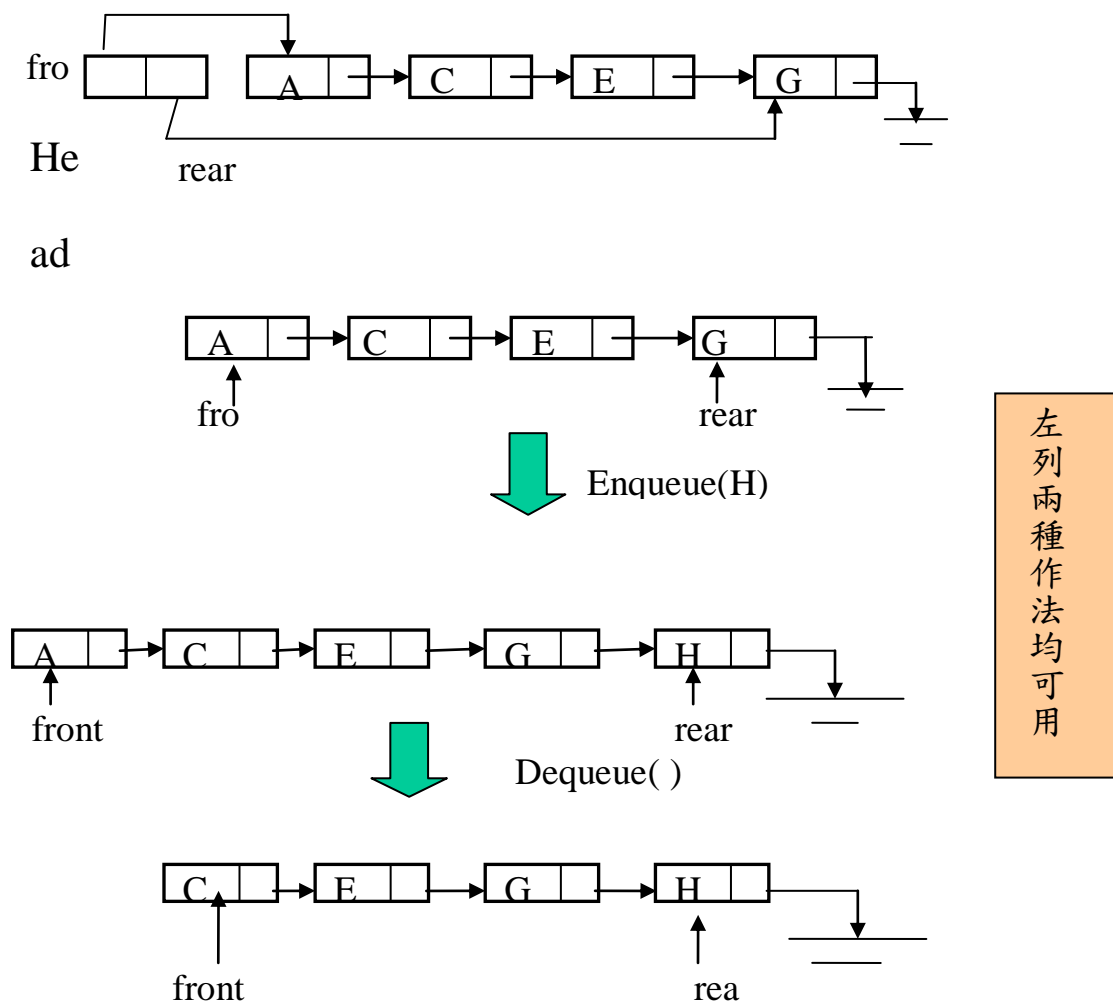 fro
A C E G
He
rear
ad
A C E G
fro rear
Enqueue(H)
A C E G H
front rear
Dequeue( )
C E G H
front rea
左列兩種作法均可用